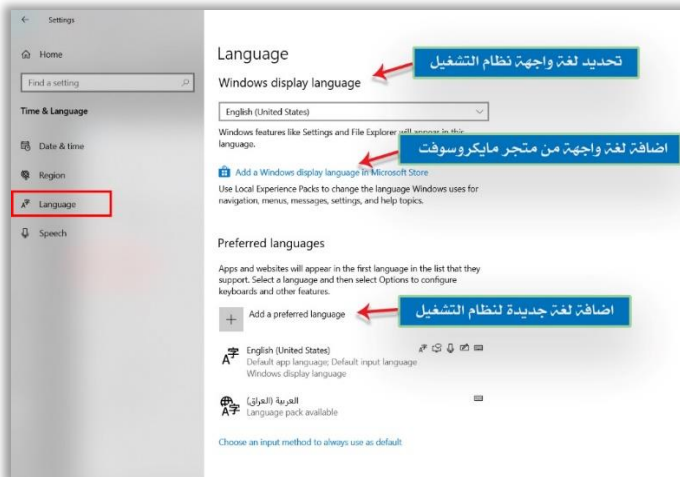 Settings
Home
Find a setting
Time & Language
Date & time
Region
Language
Speech
Language
Windows display language
تحديد لغة واجهة نظام التشغيل
English (United States)
Windows features like Settings and File Explorer will appear in this
language.
اضافة لغة واجهة من متجر مايكروسوفت
Add a Windows display language in Microsoft Store
Use Local Experience Packs to change the language Windows uses for
navigation, menus, messages, settings, and help topics.
Preferred languages
Apps and websites will appear in the first language in the list that they
support. Select a language and then select Options to configure
keyboards and other features.
Add a preferred language
اضافة لغة جديدة لنظام التشغيل
English (United States)
Default app language; Default input language
Windows display language
العربية (العراق)
Language pack available
Choose an input method to always use as default